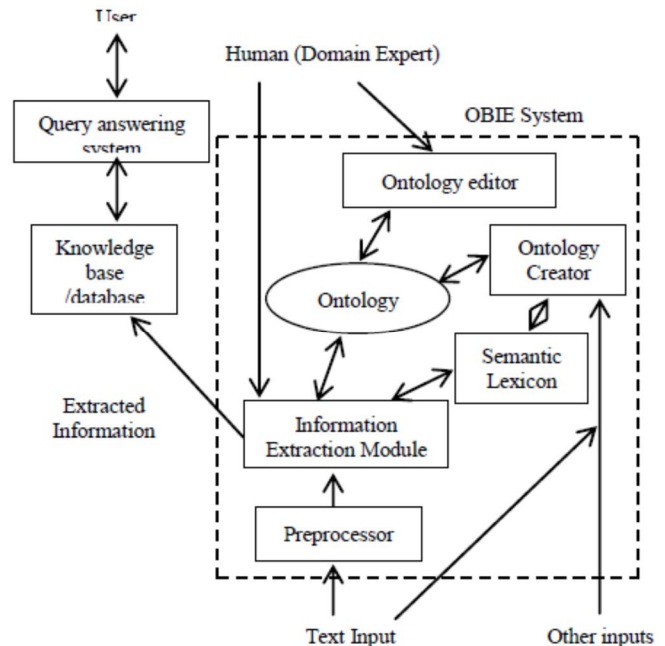 User
Human (Domain Expert)
OBIE System
Query answering
system
Ontology editor
Knowledge
base
/database
Ontology
Creator
Ontology
Semantic
Lexicon
Extracted
Information
Information
Extraction Module
Preprocessor
Text Input
Other inputs